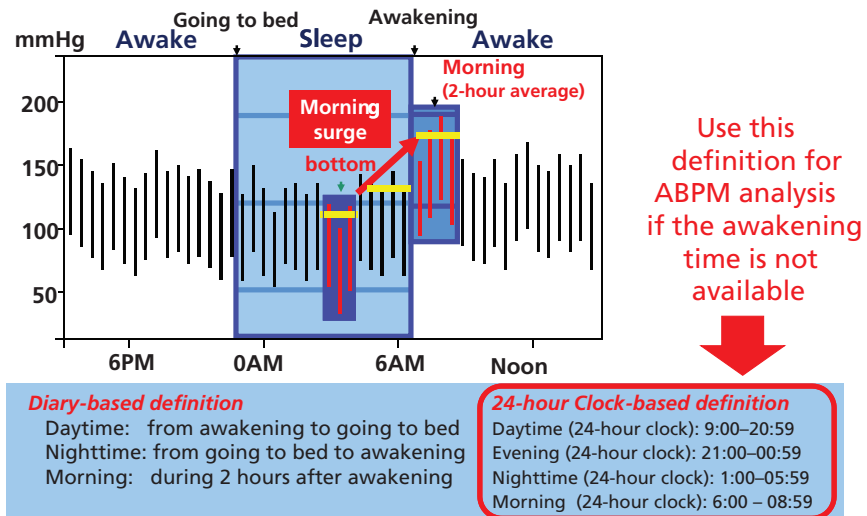 Going to bed
Awakening
mmHg
Awake
Sleep
Awake
Morning
(2-hour average)
200
Morning
surge
150
bottom
100
50
6PM
0AM
6AM
Noon
Use this
definition for
ABPM analysis
if the awakening
time is not
available
Diary-based definition
Daytime: from awakening to going to bed
Nighttime: from going to bed to awakening
Morning: during 2 hours after awakening
24-hour Clock-based definition
Daytime (24-hour clock): 9:00–20:59
Evening (24-hour clock): 21:00–00:59
Nighttime (24-hour clock): 1:00–05:59
Morning (24-hour clock): 6:00 – 08:59